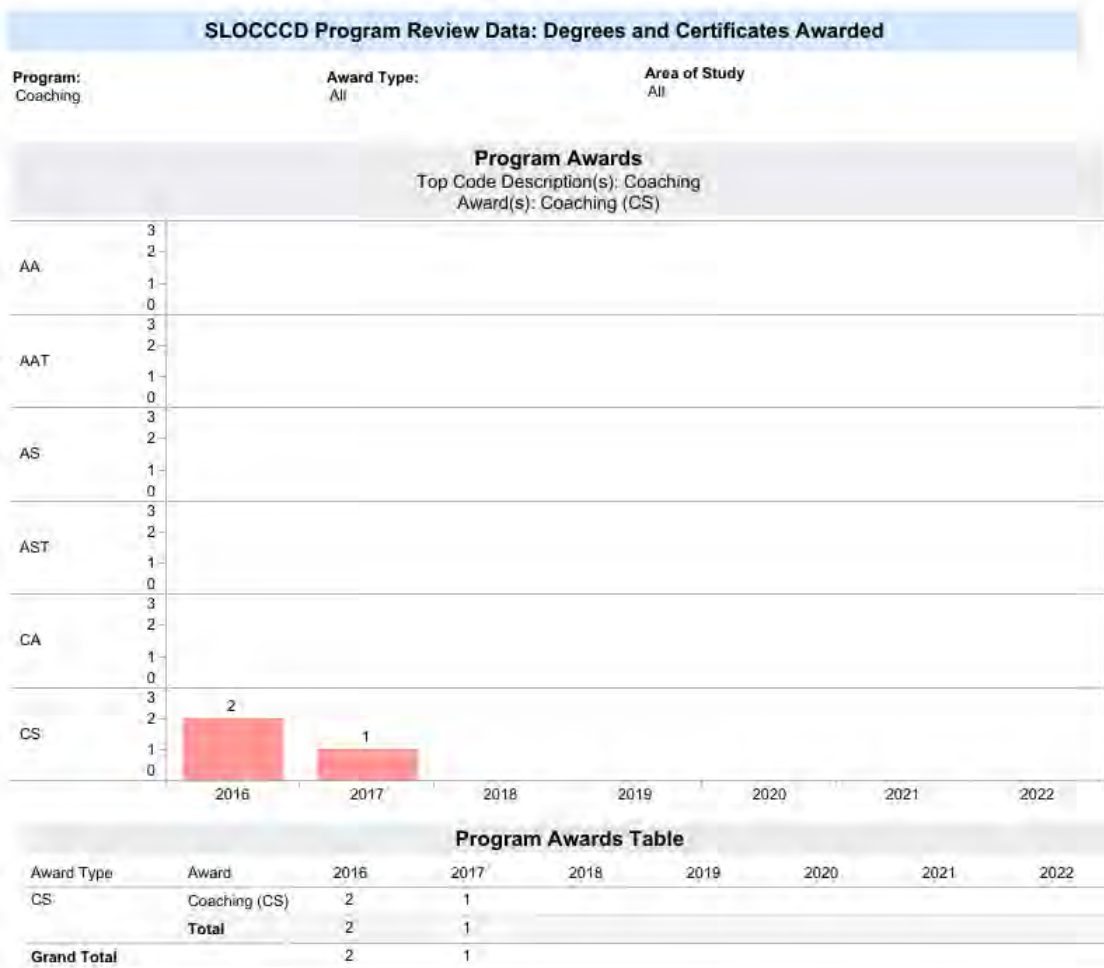 SLOCCCD Program Review Data: Degrees and Certificates Awarded
Program: Award Type: Area of Study
Coaching All All
Program Awards
Top Code Description(s): Coaching
Award(s): Coaching (CS)
AA
3
2
1
0
AAT
3
2
1
0
AS
3
2
1
0
AST
3
2
1
0
CA
3
2
1
0
CS
3
2
1
0
2
1
2016 2017 2018 2019 2020 2021 2022
Program Awards Table
Award Type Award 2016 2017 2018 2019 2020 2021 2022
CS Coaching (CS) 2 1
Total 2 1
Grand Total 2 1